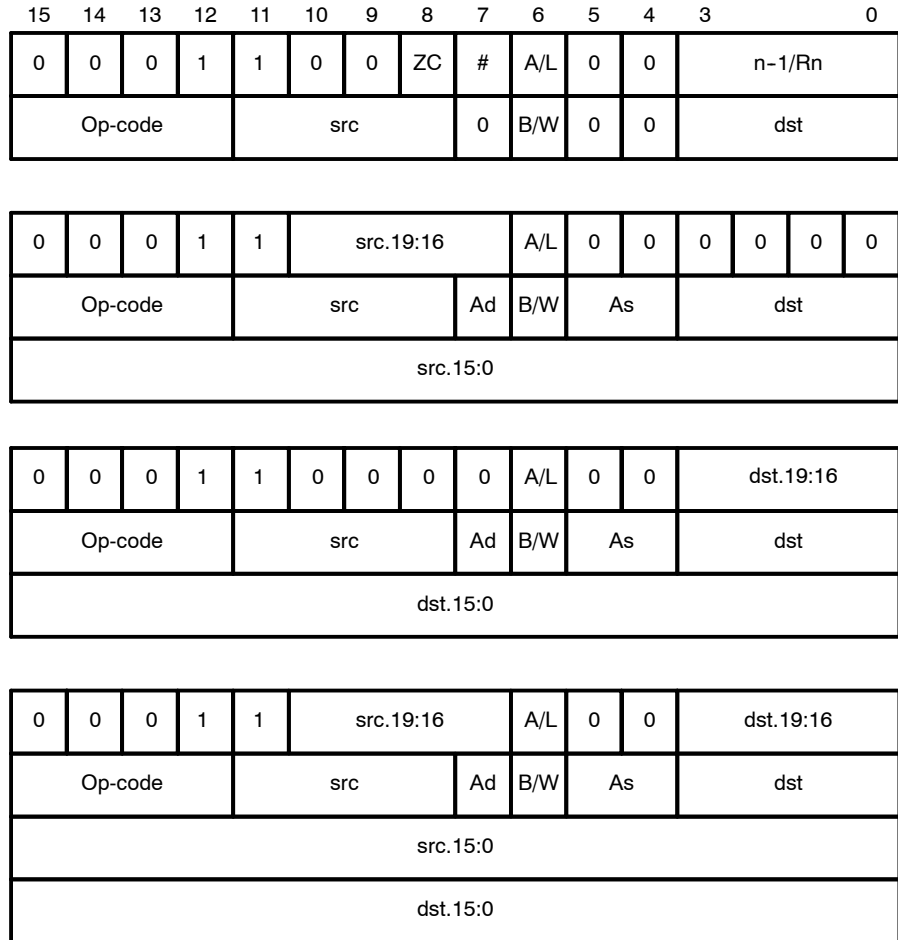 15 14 13 12 11 10 9 8 7 6 5 4 3 0
0 0 0 1 1 0 0 ZC # A/L 0 0 n-1/Rn
Op-code src 0 B/W 0 0 dst
0 0 0 1 1 src.19:16 A/L 0 0 0 0 0 0
Op-code src Ad B/W As dst
src.15:0
0 0 0 1 1 0 0 0 0 A/L 0 0 dst.19:16
Op-code src Ad B/W As dst
dst.15:0
0 0 0 1 1 src.19:16 A/L 0 0 dst.19:16
Op-code src Ad B/W As dst
src.15:0
dst.15:0